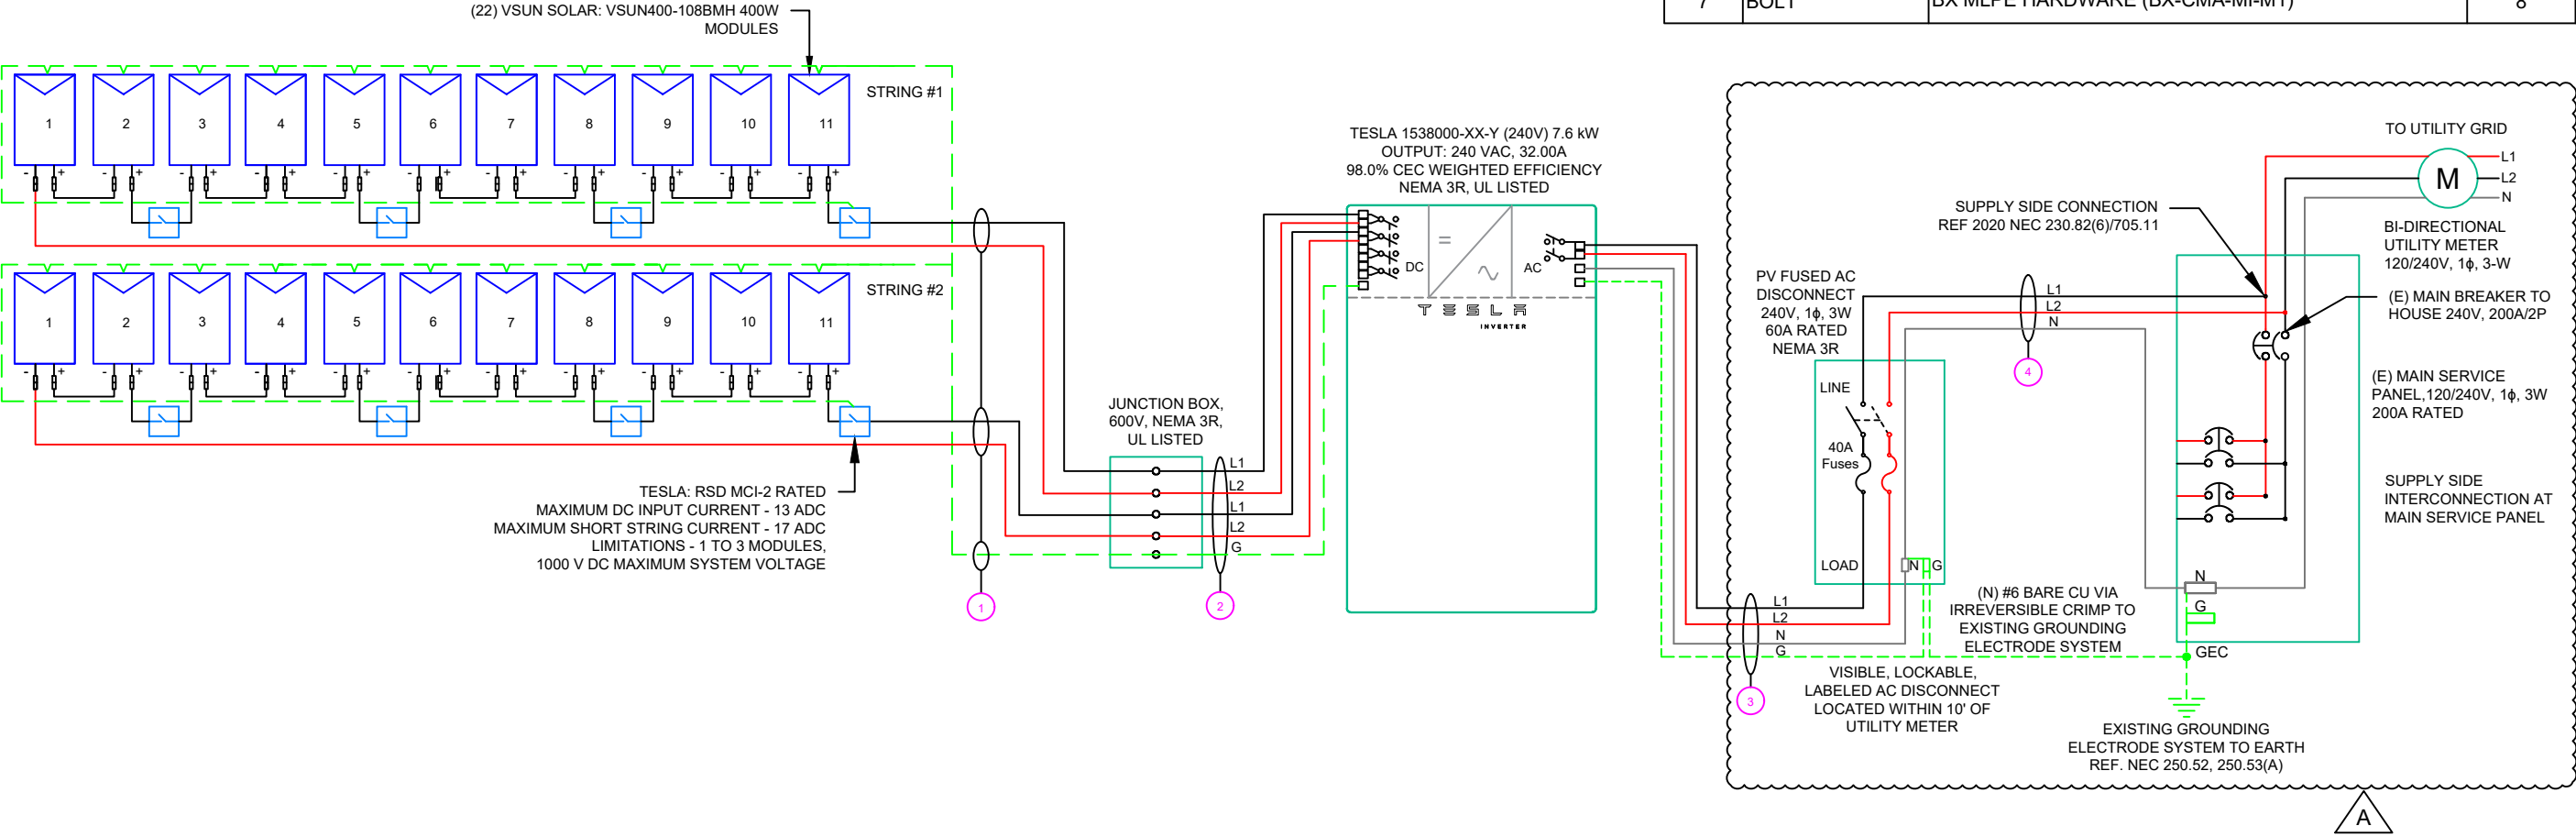 (22) VSUN SOLAR: VSUN400-108BMH 400W
MODULES
7 BOLT BX MLPE HARDWARE (BX-CMA-MI-MT) 8
STRING #1
1 2 3 4 5 6 7 8 9 10 11
- + - + - + - + - + - +
STRING #2
1 2 3 4 5 6 7 8 9 10 11
- + - + - + - + - + - +
TESLA: RSD MCI-2 RATED
MAXIMUM DC INPUT CURRENT - 13 ADC
MAXIMUM SHORT STRING CURRENT - 17 ADC
LIMITATIONS - 1 TO 3 MODULES,
1000 V DC MAXIMUM SYSTEM VOLTAGE
1
JUNCTION BOX,
600V, NEMA 3R,
UL LISTED
L1
L2
L1
L2
G
2
TESLA 1538000-XX-Y (240V) 7.6 kW
OUTPUT: 240 VAC, 32.00A
98.0% CEC WEIGHTED EFFICIENCY
NEMA 3R, UL LISTED
DC
AC
TESLA
INVERTER
L1
L2
N
G
3
PV FUSED AC
DISCONNECT
240V, 1ϕ, 3W
60A RATED
NEMA 3R
LINE
40A
Fuses
LOAD
N G
VISIBLE, LOCKABLE,
LABELED AC DISCONNECT
LOCATED WITHIN 10' OF
UTILITY METER
L1
L2
N
4
SUPPLY SIDE CONNECTION
REF 2020 NEC 230.82(6)/705.11
(N) #6 BARE CU VIA
IRREVERSIBLE CRIMP TO
EXISTING GROUNDING
ELECTRODE SYSTEM
TO UTILITY GRID
M
L1
L2
N
BI-DIRECTIONAL
UTILITY METER
120/240V, 1ϕ, 3-W
(E) MAIN BREAKER TO
HOUSE 240V, 200A/2P
(E) MAIN SERVICE
PANEL,120/240V, 1ϕ, 3W
200A RATED
SUPPLY SIDE
INTERCONNECTION AT
MAIN SERVICE PANEL
N
G
GEC
EXISTING GROUNDING
ELECTRODE SYSTEM TO EARTH
REF. NEC 250.52, 250.53(A)
A